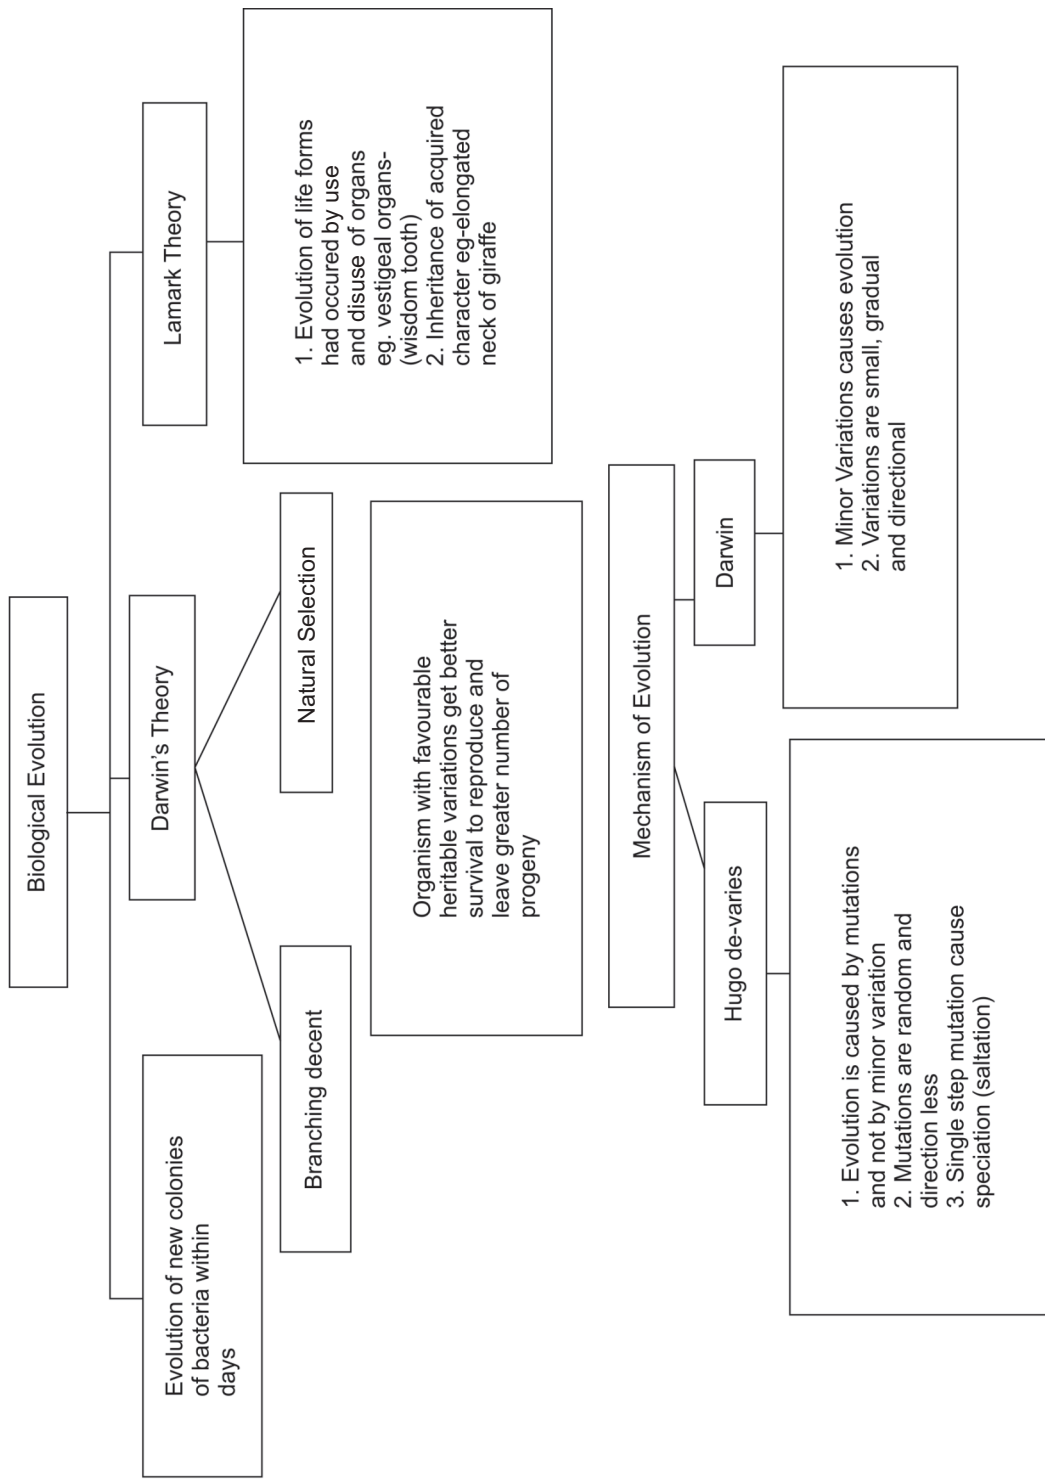 Biological Evolution
Evolution of new colonies
of bacteria within
days
Darwin's Theory
Lamark Theory
Branching decent
Natural Selection
1. Evolution of life forms
had occured by use
and disuse of organs
eg. vestigeal organs-
(wisdom tooth)
2. Inheritance of acquired
character eg-elongated
neck of giraffe
Organism with favourable
heritable variations get better
survival to reproduce and
leave greater number of
progeny
Mechanism of Evolution
Hugo de-varies
Darwin
1. Evolution is caused by mutations
and not by minor variation
2. Mutations are random and
direction less
3. Single step mutation cause
speciation (saltation)
1. Minor Variations causes evolution
2. Variations are small, gradual
and directional